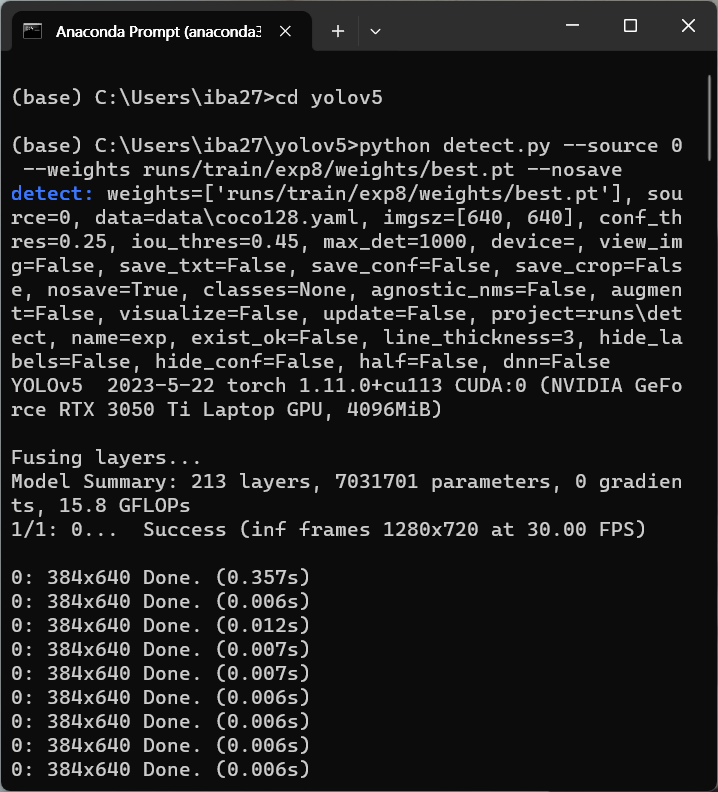 Anaconda Prompt (anaconda3
(base) C:\Users\iba27>cd yolov5
(base) C:\Users\iba27\yolov5>python detect.py --source 0
 --weights runs/train/exp8/weights/best.pt --nosave
detect: weights=['runs/train/exp8/weights/best.pt'], sou
rce=0, data=data\coco128.yaml, imgsz=[640, 640], conf_th
res=0.25, iou_thres=0.45, max_det=1000, device=, view_im
g=False, save_txt=False, save_conf=False, save_crop=Fals
e, nosave=True, classes=None, agnostic_nms=False, augmen
t=False, visualize=False, update=False, project=runs\det
ect, name=exp, exist_ok=False, line_thickness=3, hide_la
bels=False, hide_conf=False, half=False, dnn=False
YOLOv5  2023-5-22 torch 1.11.0+cu113 CUDA:0 (NVIDIA GeFo
rce RTX 3050 Ti Laptop GPU, 4096MiB)
Fusing layers...
Model Summary: 213 layers, 7031701 parameters, 0 gradien
ts, 15.8 GFLOPs
1/1: 0...  Success (inf frames 1280x720 at 30.00 FPS)
0: 384x640 Done. (0.357s)
0: 384x640 Done. (0.006s)
0: 384x640 Done. (0.012s)
0: 384x640 Done. (0.007s)
0: 384x640 Done. (0.007s)
0: 384x640 Done. (0.006s)
0: 384x640 Done. (0.006s)
0: 384x640 Done. (0.006s)
0: 384x640 Done. (0.006s)